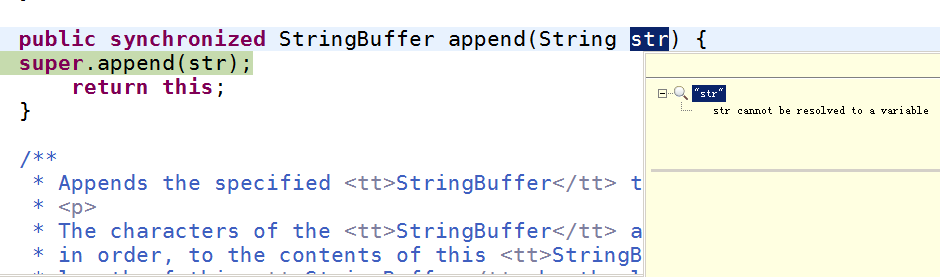 public synchronized StringBuffer append(String str) {
super.append(str);
return this;
}
"str"
str cannot be resolved to a variable
/**
* Appends the specified <tt>StringBuffer</tt> t
* <p>
* The characters of the <tt>StringBuffer</tt> a
* in order, to the contents of this <tt>StringB